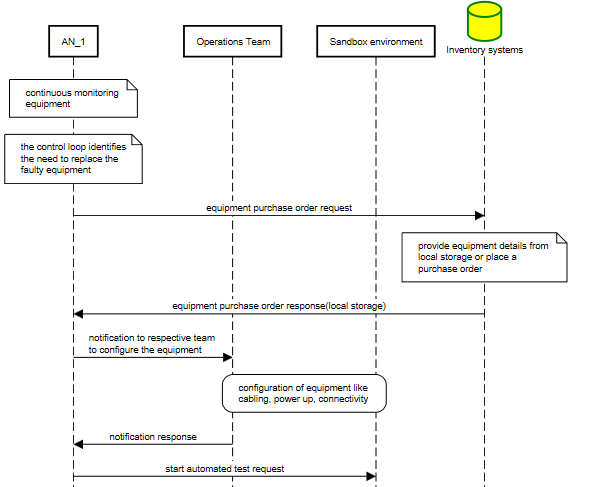 AN_1
Operations Team
Sandbox environment
Inventory systems
continuous monitoring
equipment
the control loop identifies
the need to replace the
faulty equipment
equipment purchase order request
provide equipment details from
local storage or place a
purchase order
equipment purchase order response(local storage)
notification to respective team
to configure the equipment
configuration of equipment like
cabling, power up, connectivity
notification response
start automated test request